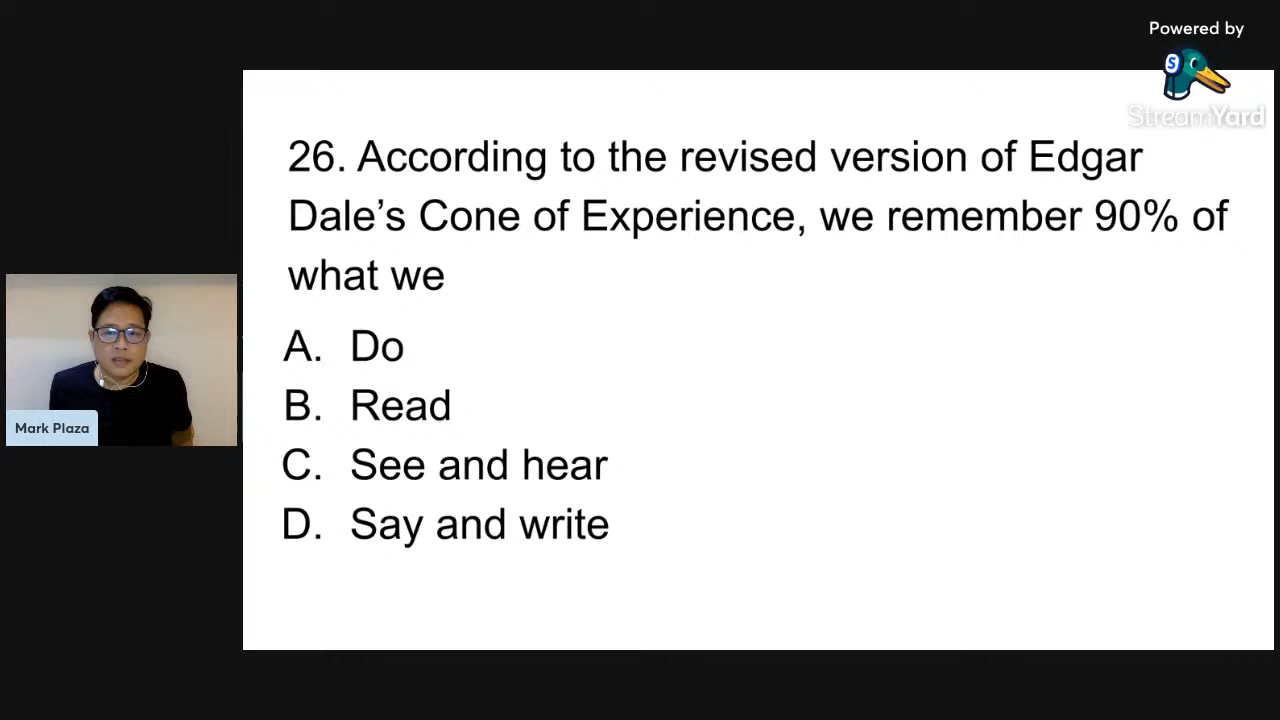 Powered by
StreamYard
26. According to the revised version of Edgar
Dale’s Cone of Experience, we remember 90% of
what we
A. Do
B. Read
C. See and hear
D. Say and write
Mark Plaza